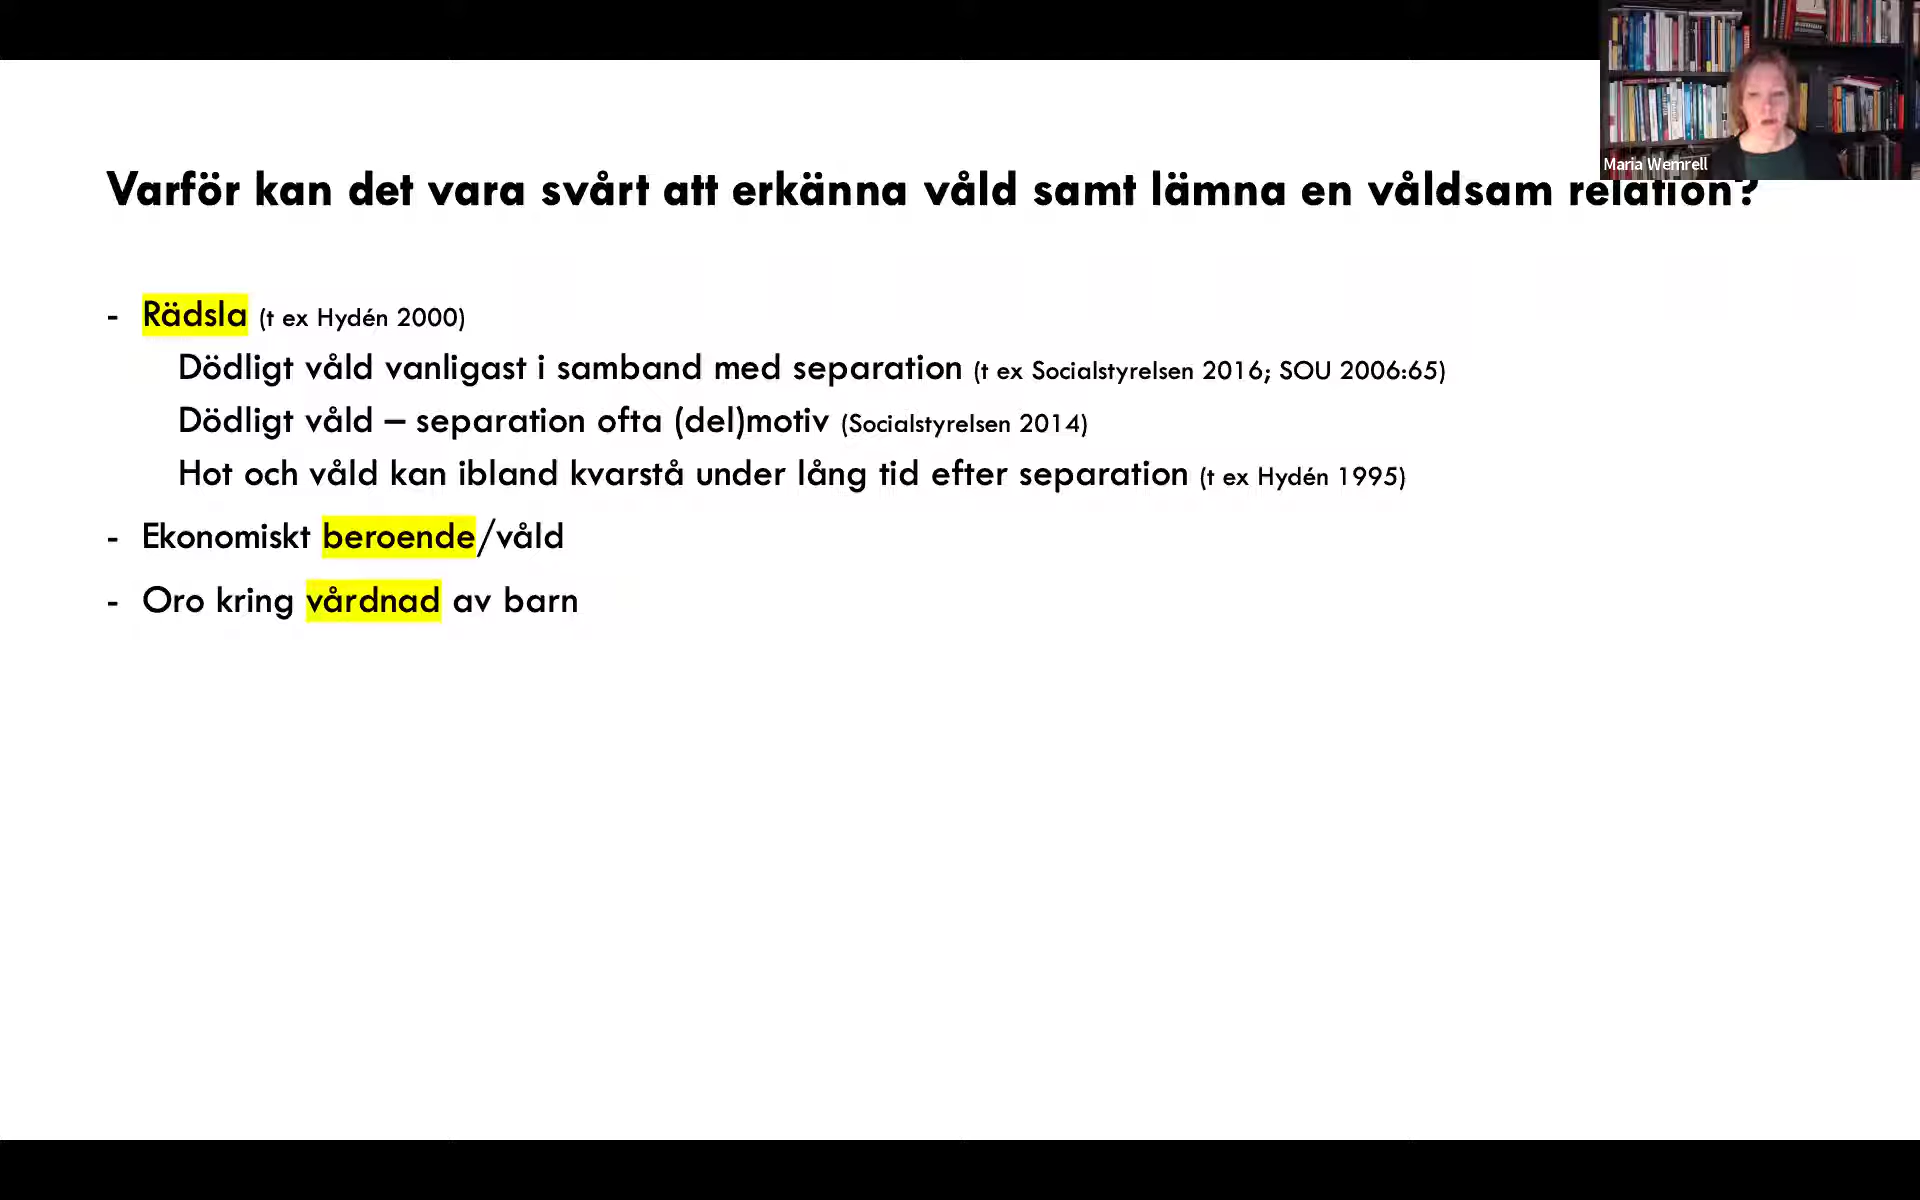 Maria Wemrell
Varför kan det vara svårt att erkänna våld samt lämna en våldsam relation?
- Rädsla (t ex Hydén 2000)
Dödligt våld vanligast i samband med separation (t ex Socialstyrelsen 2016; SOU 2006:65)
Dödligt våld – separation ofta (del)motiv (Socialstyrelsen 2014)
Hot och våld kan ibland kvarstå under lång tid efter separation (t ex Hydén 1995)
- Ekonomiskt beroende/våld
- Oro kring vårdnad av barn